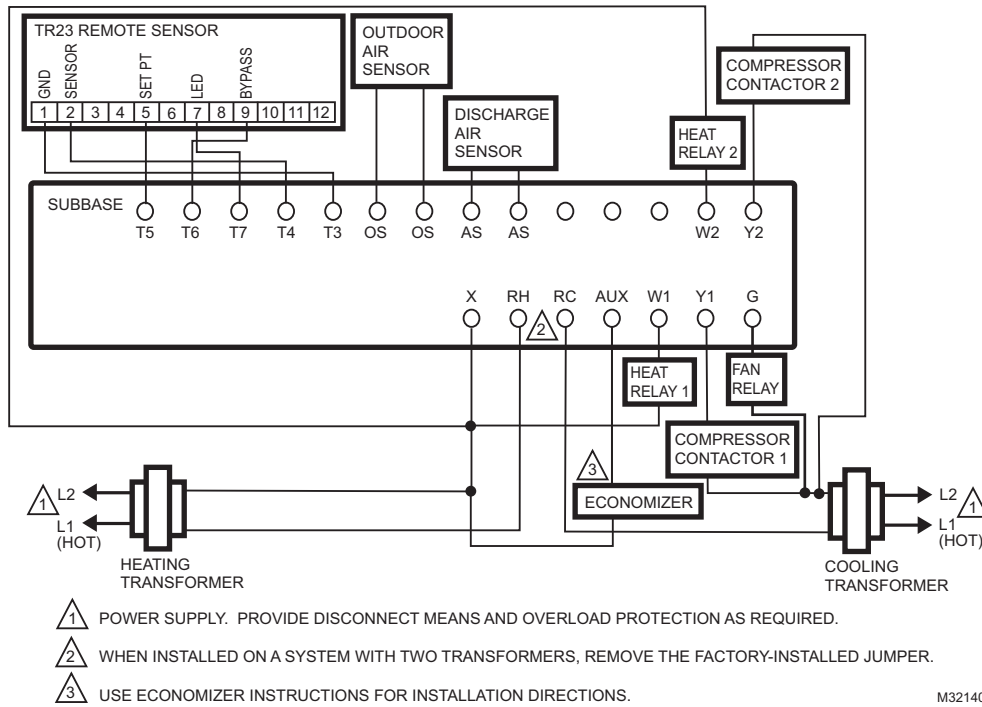 TR23 REMOTE SENSOR
GND
SENSOR
SET PT
LED
BYPASS
1 2 3 4 5 6 7 8 9 10 11 12
OUTDOOR
AIR
SENSOR
DISCHARGE
AIR
SENSOR
HEAT
RELAY 2
COMPRESSOR
CONTACTOR 2
SUBBASE
T5 T6 T7 T4 T3 OS OS AS AS W2 Y2
X RH RC AUX W1 Y1 G
2
HEAT
RELAY 1
FAN
RELAY
COMPRESSOR
CONTACTOR 1
3
ECONOMIZER
1
L2
L1
(HOT)
HEATING
TRANSFORMER
L2
1
L1
(HOT)
COOLING
TRANSFORMER
1 POWER SUPPLY. PROVIDE DISCONNECT MEANS AND OVERLOAD PROTECTION AS REQUIRED.
2 WHEN INSTALLED ON A SYSTEM WITH TWO TRANSFORMERS, REMOVE THE FACTORY-INSTALLED JUMPER.
3 USE ECONOMIZER INSTRUCTIONS FOR INSTALLATION DIRECTIONS.
M32140